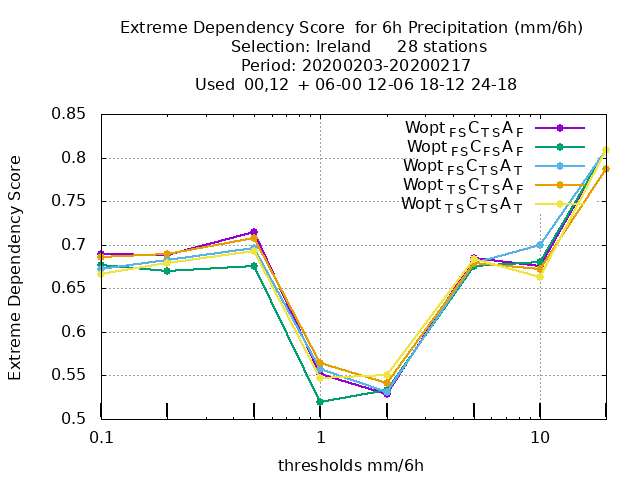 Extreme Dependency Score for 6h Precipitation (mm/6h)
Selection: Ireland 28 stations
Period: 20200203-20200217
Used 00,12 + 06-00 12-06 18-12 24-18
Extreme Dependency Score
0.85
0.8
0.75
0.7
0.65
0.6
0.55
0.5
Wopt FS C TS A F
Wopt FS C FS A F
Wopt FS C TS A T
Wopt TS C TS A F
Wopt TS C TS A T
0.1 1 10
thresholds mm/6h